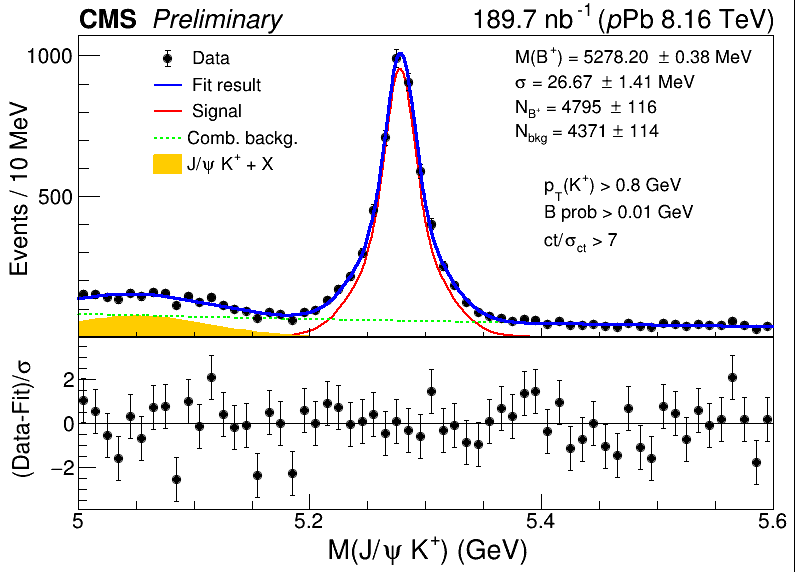 CMS Preliminary 189.7 nb⁻¹ (pPb 8.16 TeV)
1000
500
Events / 10 MeV
Data
Fit result
Signal
Comb. backg.
J/ψ K⁺ + X
M(B⁺) = 5278.20 ± 0.38 MeV
σ = 26.67 ± 1.41 MeV
N_B⁺ = 4795 ± 116
N_bkg = 4371 ± 114
p_T(K⁺) > 0.8 GeV
B prob > 0.01 GeV
ct/σ_ct > 7
(Data-Fit)/σ
2
0
−2
5 5.2 5.4 5.6
M(J/ψ K⁺) (GeV)